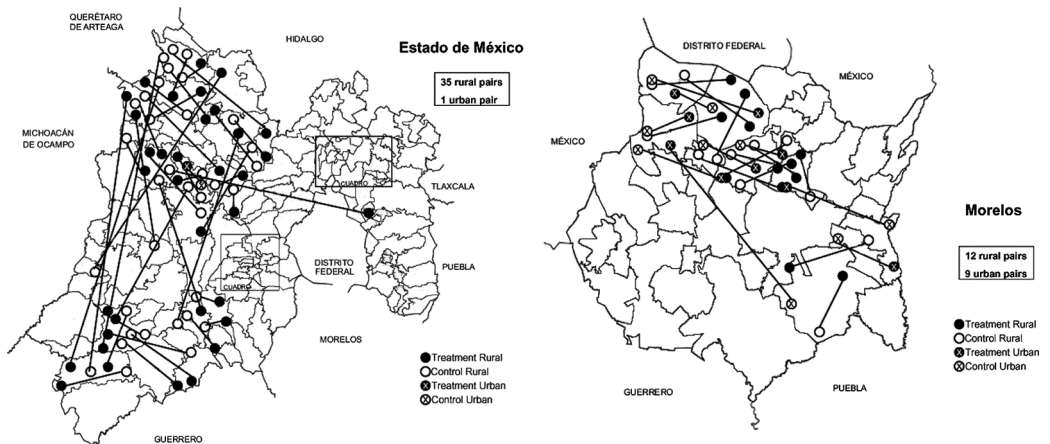 QUERÉTARO
DE ARTEAGA
HIDALGO
Estado de México
35 rural pairs
1 urban pair
MICHOACÁN
DE OCAMPO
CUADRO
TLAXCALA
DISTRITO
FEDERAL
CUADRO
PUEBLA
MORELOS
Treatment Rural
Control Rural
Treatment Urban
Control Urban
GUERRERO
DISTRITO FEDERAL
MÉXICO
MÉXICO
Morelos
12 rural pairs
9 urban pairs
Treatment Rural
Control Rural
Treatment Urban
Control Urban
GUERRERO
PUEBLA